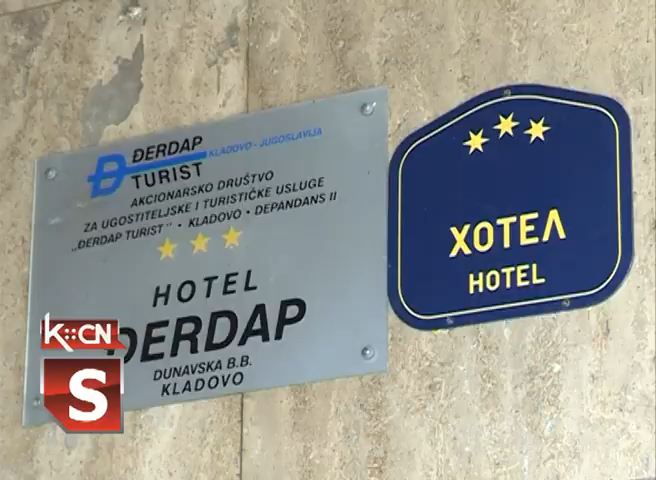 ĐERDAP
TURIST
KLADOVO - JUGOSLAVIJA
AKCIONARSKO DRUŠTVO
ZA UGOSTITELJSKE I TURISTIČKE USLUGE
„ĐERDAP TURIST” · KLADOVO · DEPANDANS II
HOTEL
ĐERDAP
DUNAVSKA B.B.
KLADOVO
ХОТЕЛ
HOTEL
K::CN
S